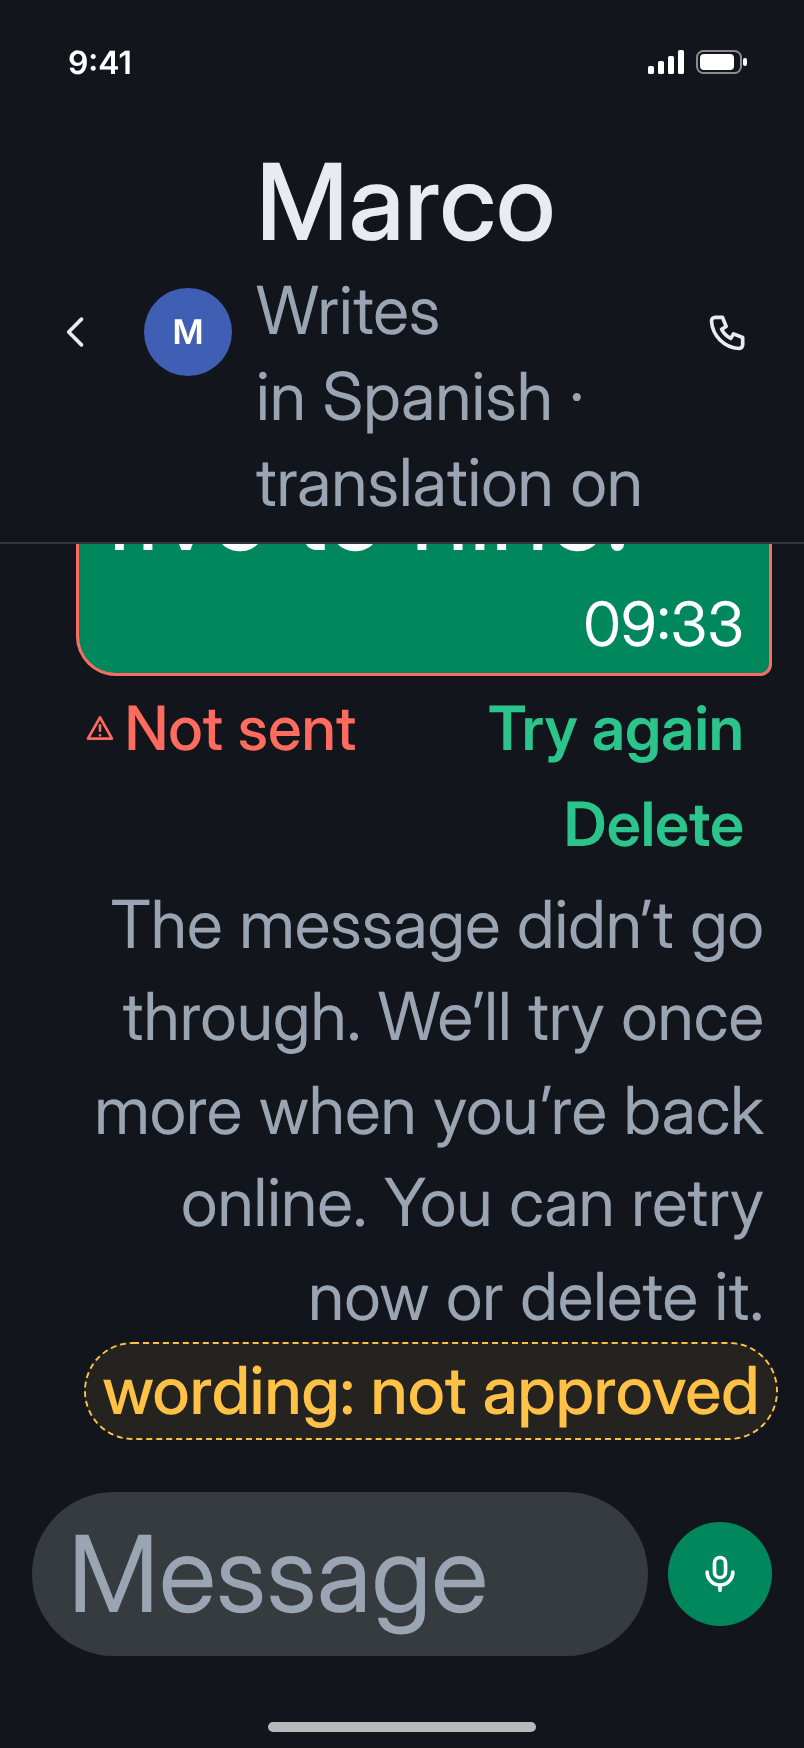 9:41
Marco
M
Writes
in Spanish ·
translation on
09:33
Not sent
Try again
Delete
The message didn’t go
through. We’ll try once
more when you’re back
online. You can retry
now or delete it.
wording: not approved
Message